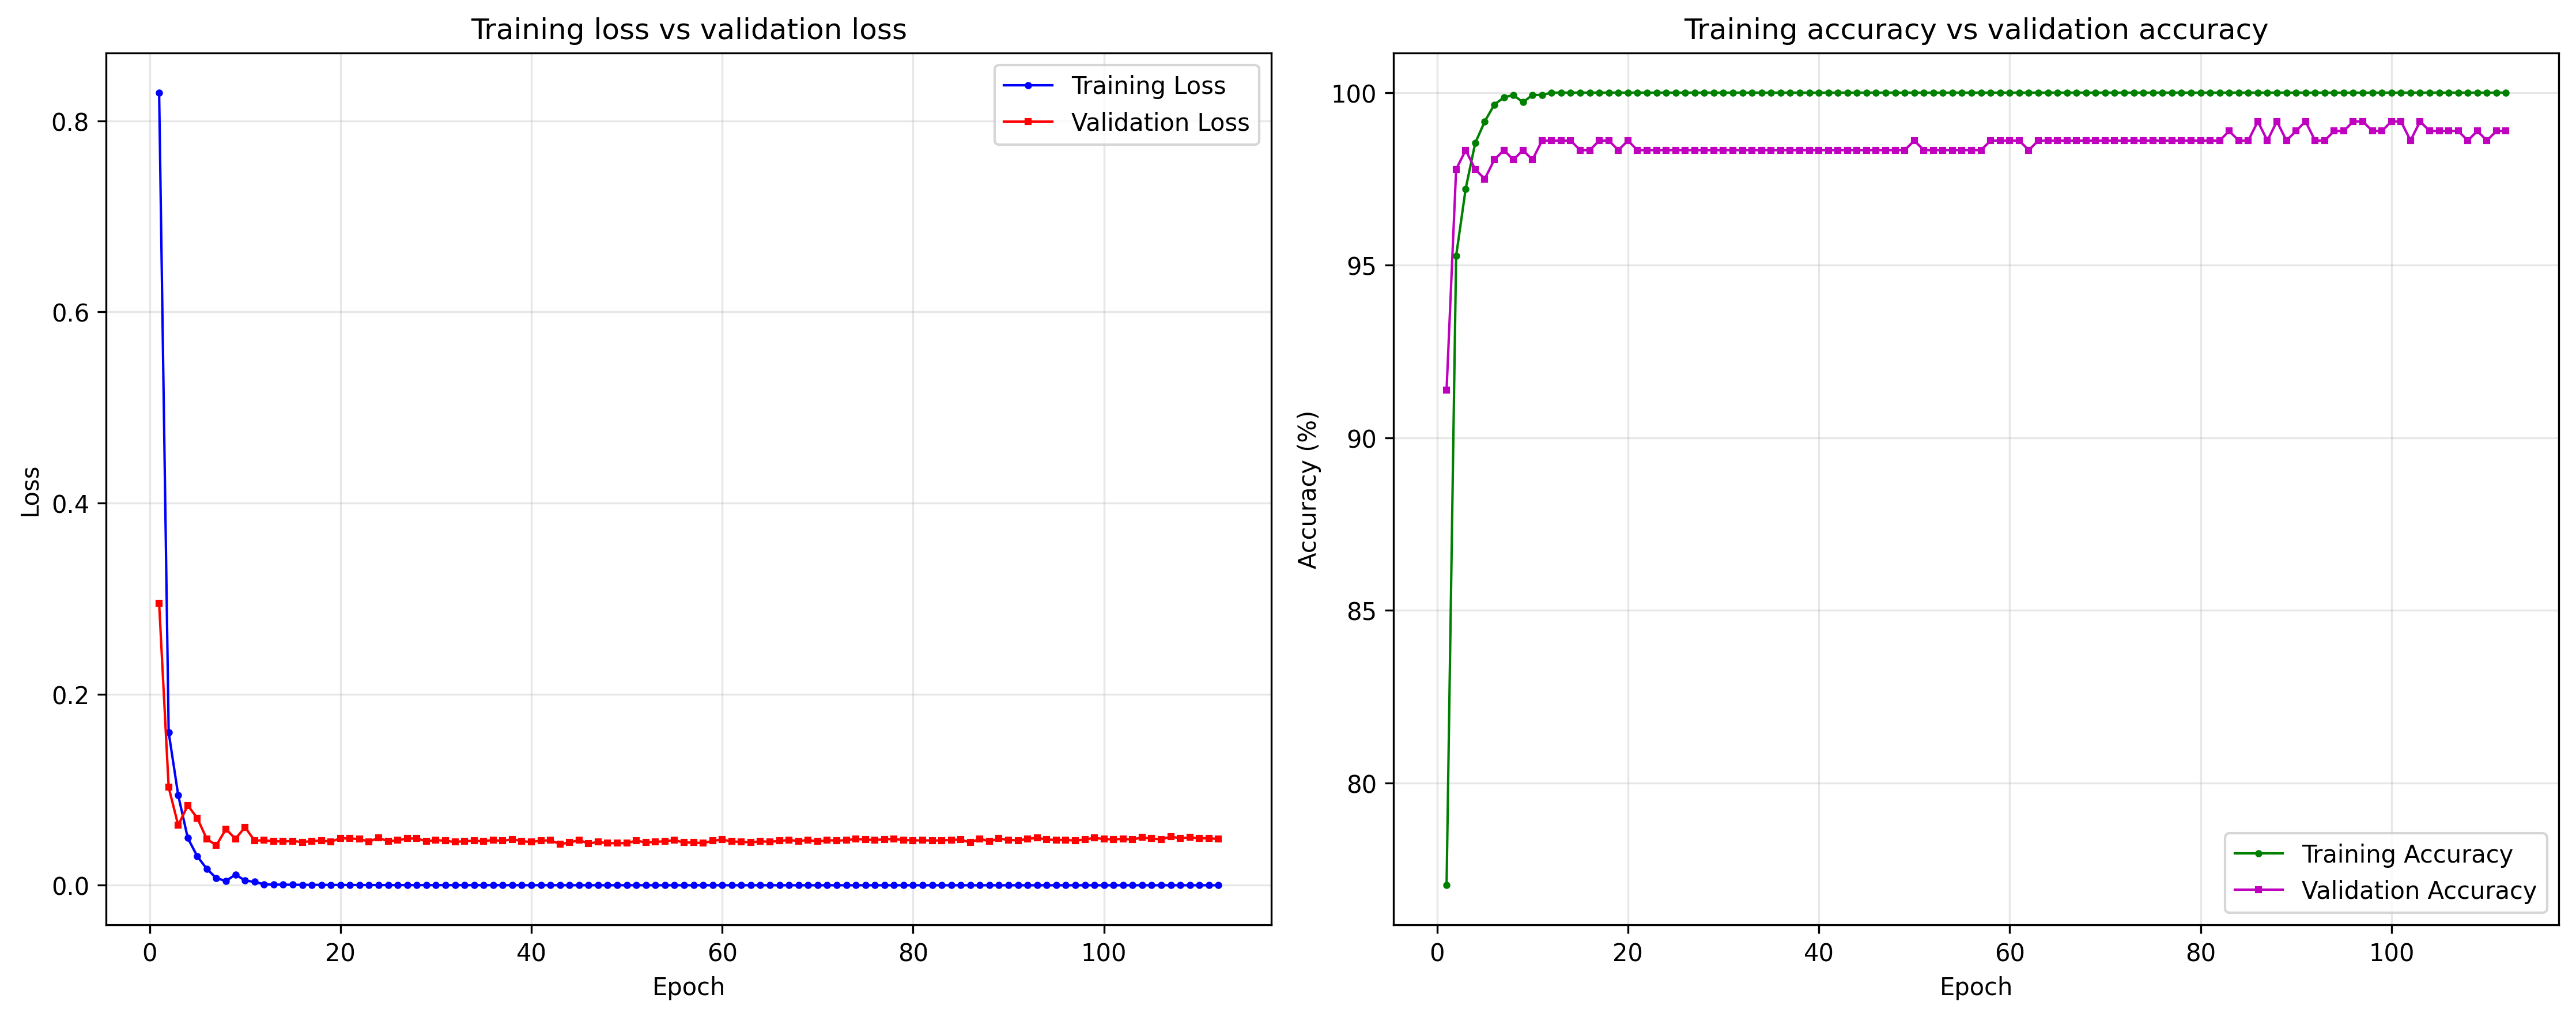 Training loss vs validation loss
Training Loss
Validation Loss
0.8
0.6
0.4
0.2
0.0
Loss
0
20
40
60
80
100
Epoch
Training accuracy vs validation accuracy
100
95
90
85
80
Accuracy (%)
Training Accuracy
Validation Accuracy
0
20
40
60
80
100
Epoch